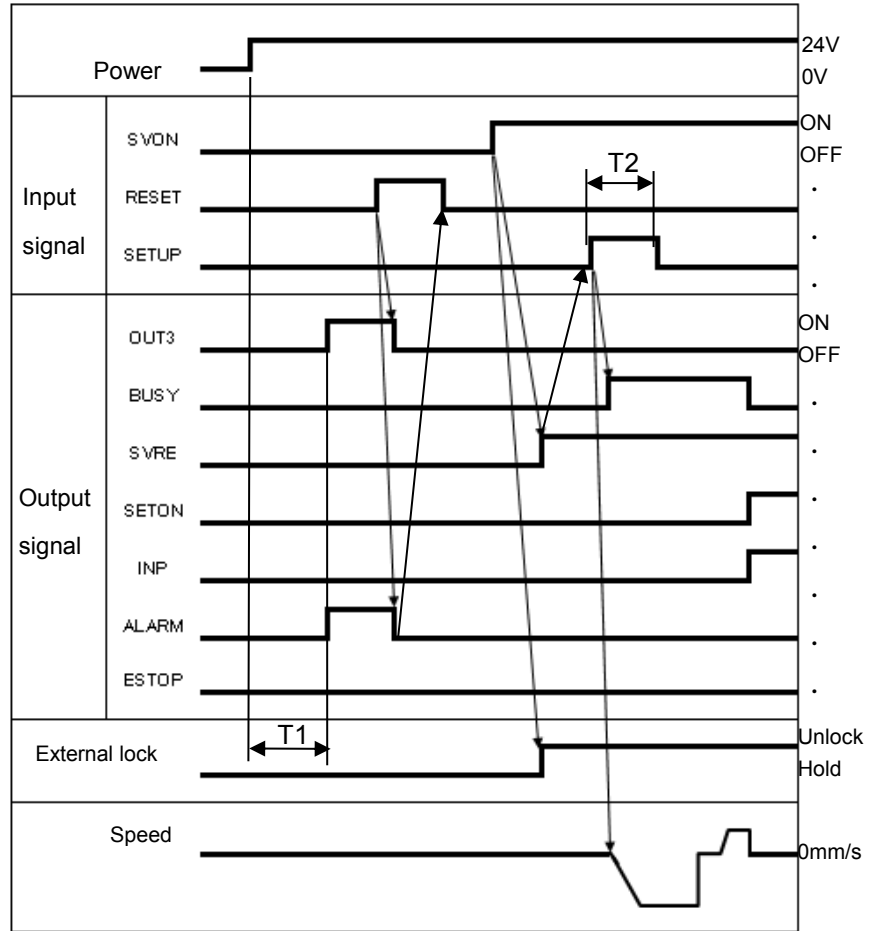 24V
Power
0V
SVON
ON
OFF
T2
Input
signal
RESET
SETUP
OUT3
ON
OFF
BUSY
SVRE
Output
signal
SETON
INP
ALARM
ESTOP
T1
External lock
Unlock
Hold
Speed
0mm/s